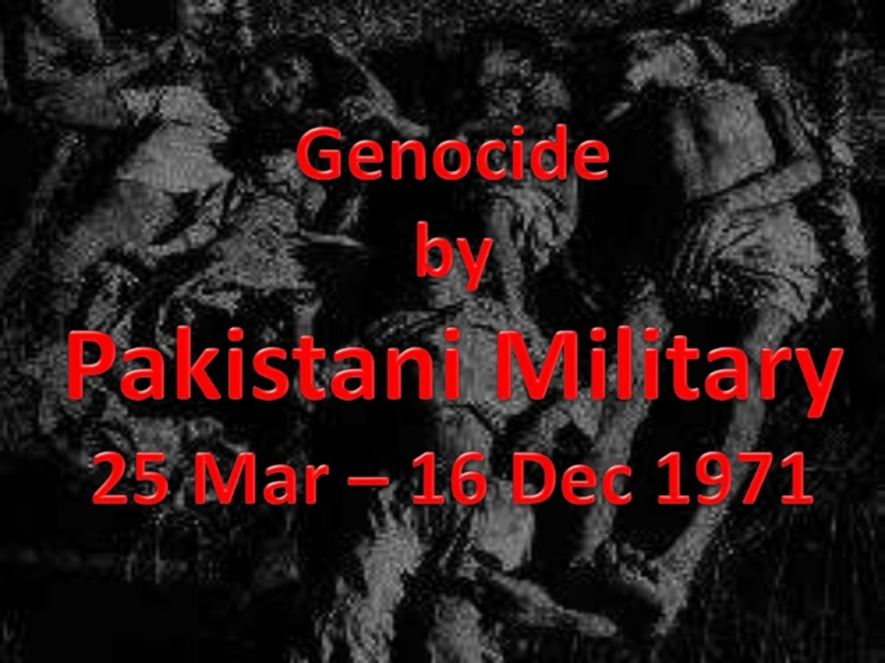 Genocide
by
Pakistani Military
25 Mar – 16 Dec 1971